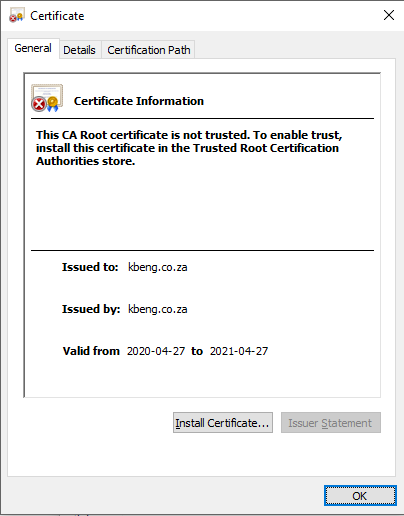 Certificate
General Details Certification Path
Certificate Information
This CA Root certificate is not trusted. To enable trust,
install this certificate in the Trusted Root Certification
Authorities store.
Issued to: kbeng.co.za
Issued by: kbeng.co.za
Valid from 2020-04-27 to 2021-04-27
Install Certificate... Issuer Statement
OK